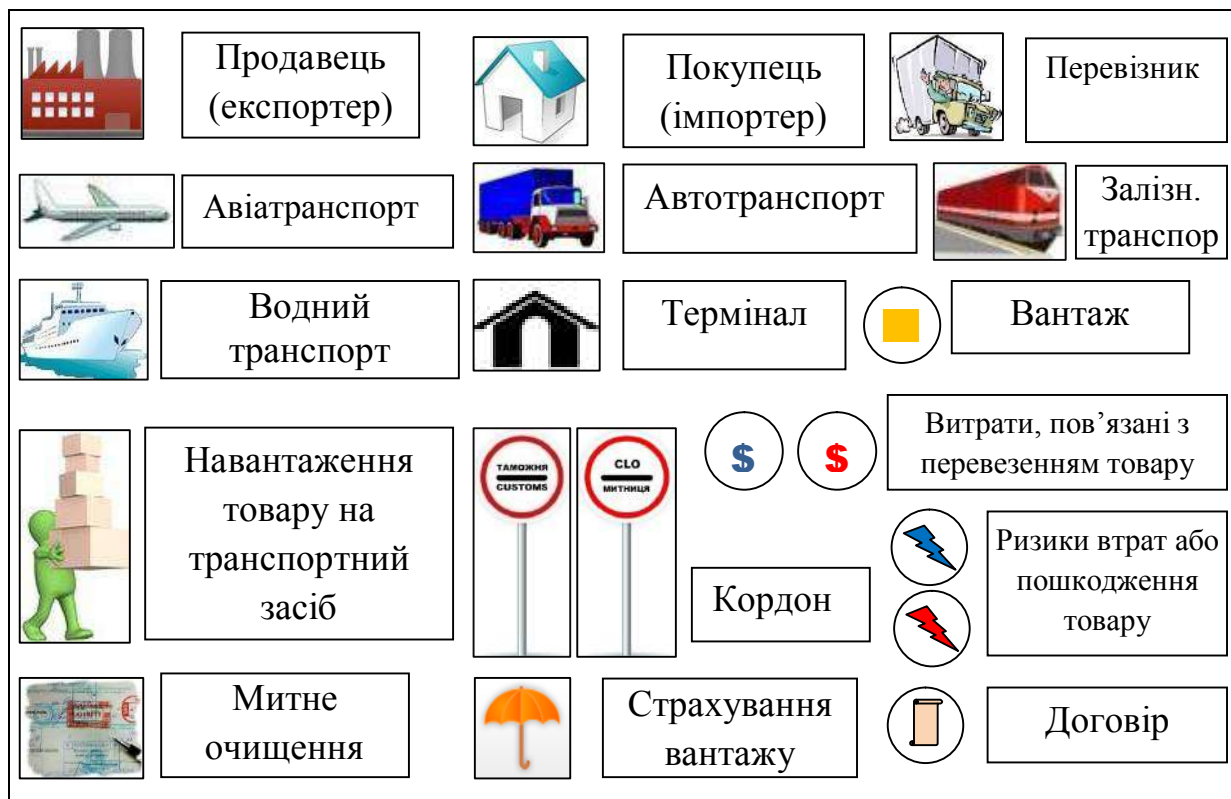 Продавець
(експортер)
Покупець
(імпортер)
Перевізник
Авіатранспорт
Автотранспорт
Залізн.
транспор
Водний
транспорт
Термінал
Вантаж
Навантаження
товару на
транспортний
засіб
ТАМОЖНЯ
CUSTOMS
CLO
МИТНИЦЯ
$
$
Витрати, пов’язані з
перевезенням товару
Кордон
Ризики втрат або
пошкодження
товару
Митне
очищення
Страхування
вантажу
Договір